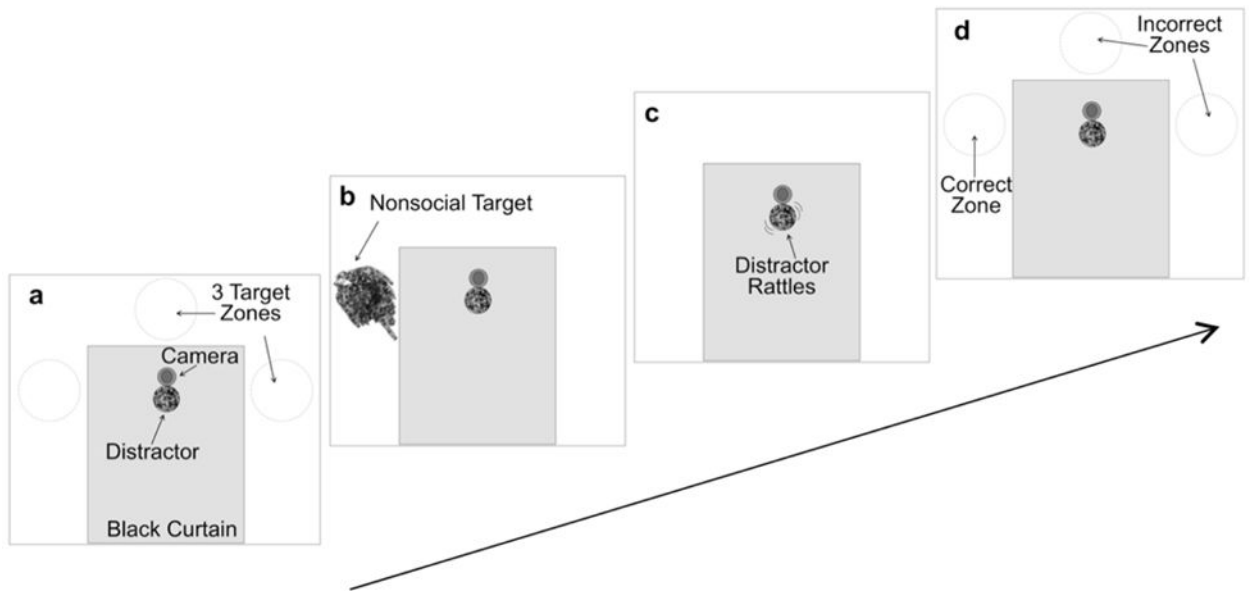 a
3 Target
Zones
Camera
Distractor
Black Curtain
b
Nonsocial Target
c
Distractor
Rattles
d
Incorrect
Zones
Correct
Zone